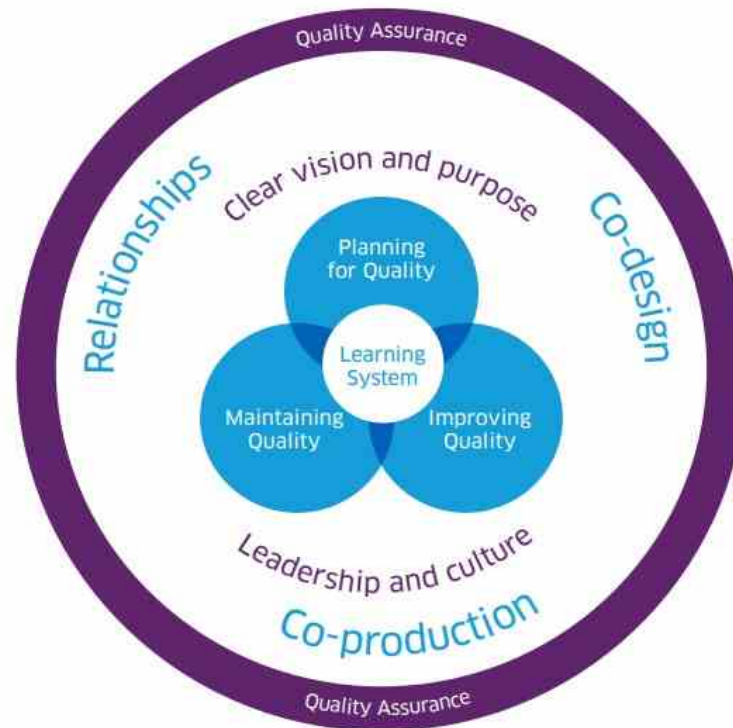 Quality Assurance
Clear vision and purpose
Relationships
Co-design
Planning
for Quality
Learning
System
Maintaining
Quality
Improving
Quality
Leadership and culture
Co-production
Quality Assurance